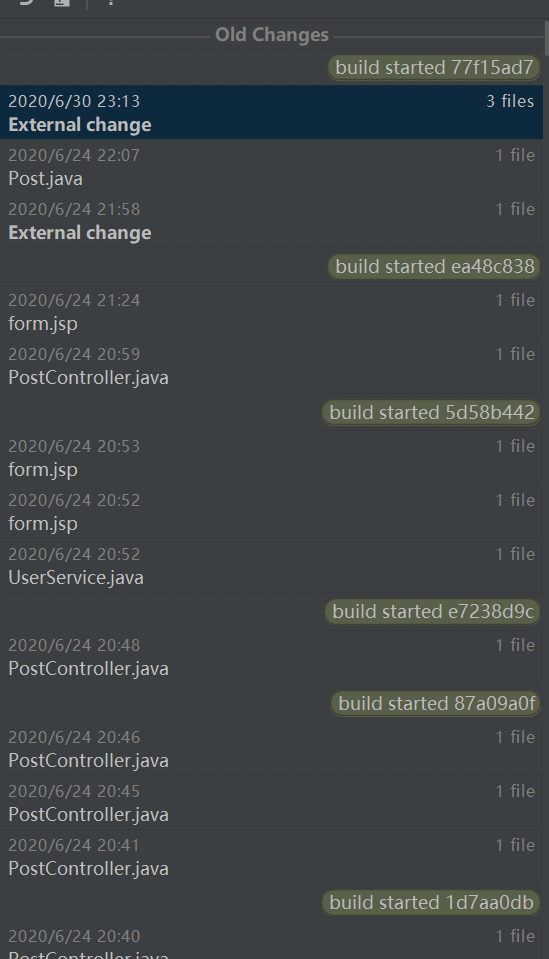 Old Changes
build started 77f15ad7
2020/6/30 23:13 3 files
External change
2020/6/24 22:07 1 file
Post.java
2020/6/24 21:58 1 file
External change
build started ea48c838
2020/6/24 21:24 1 file
form.jsp
2020/6/24 20:59 1 file
PostController.java
build started 5d58b442
2020/6/24 20:53 1 file
form.jsp
2020/6/24 20:52 1 file
form.jsp
2020/6/24 20:52 1 file
UserService.java
build started e7238d9c
2020/6/24 20:48 1 file
PostController.java
build started 87a09a0f
2020/6/24 20:46 1 file
PostController.java
2020/6/24 20:45 1 file
PostController.java
2020/6/24 20:41 1 file
PostController.java
build started 1d7aa0db
2020/6/24 20:40 1 file
PostController.java